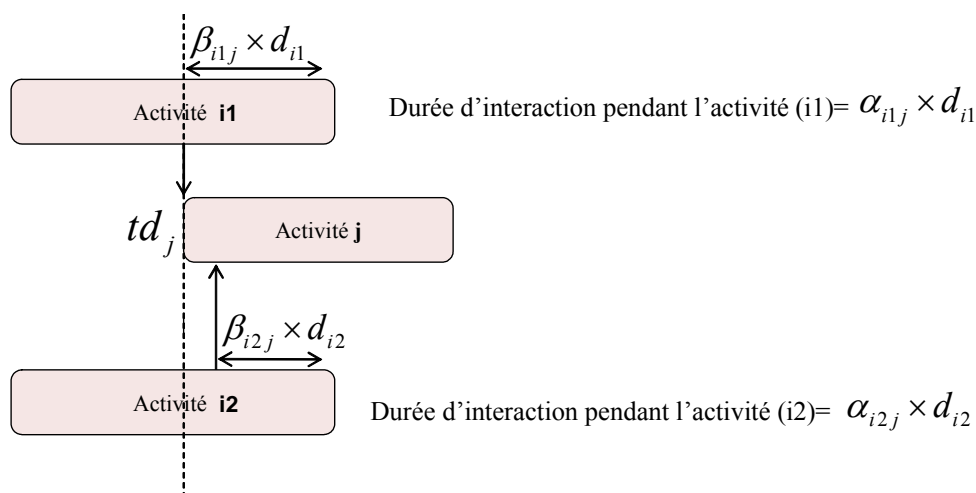 β_{i1j} × d_{i1}
Activité i1
Durée d’interaction pendant l’activité (i1)= α_{i1j} × d_{i1}
td_j
Activité j
β_{i2j} × d_{i2}
Activité i2
Durée d’interaction pendant l’activité (i2)= α_{i2j} × d_{i2}